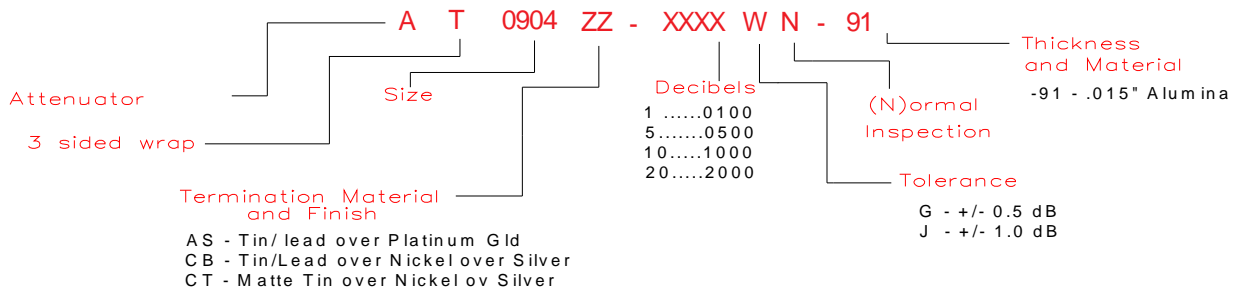 A T 0904 ZZ - XXXX W N - 91
Thickness
and Material
-91 - .015" Alumina
Attenuator
Size
Decibels
1 ......0100
5.......0500
10.....1000
20.....2000
(N)ormal
Inspection
3 sided wrap
Termination Material
and Finish
AS - Tin/lead over Platinum Gld
CB - Tin/Lead over Nickel over Silver
CT - Matte Tin over Nickel ov Silver
Tolerance
G - +/- 0.5 dB
J - +/- 1.0 dB